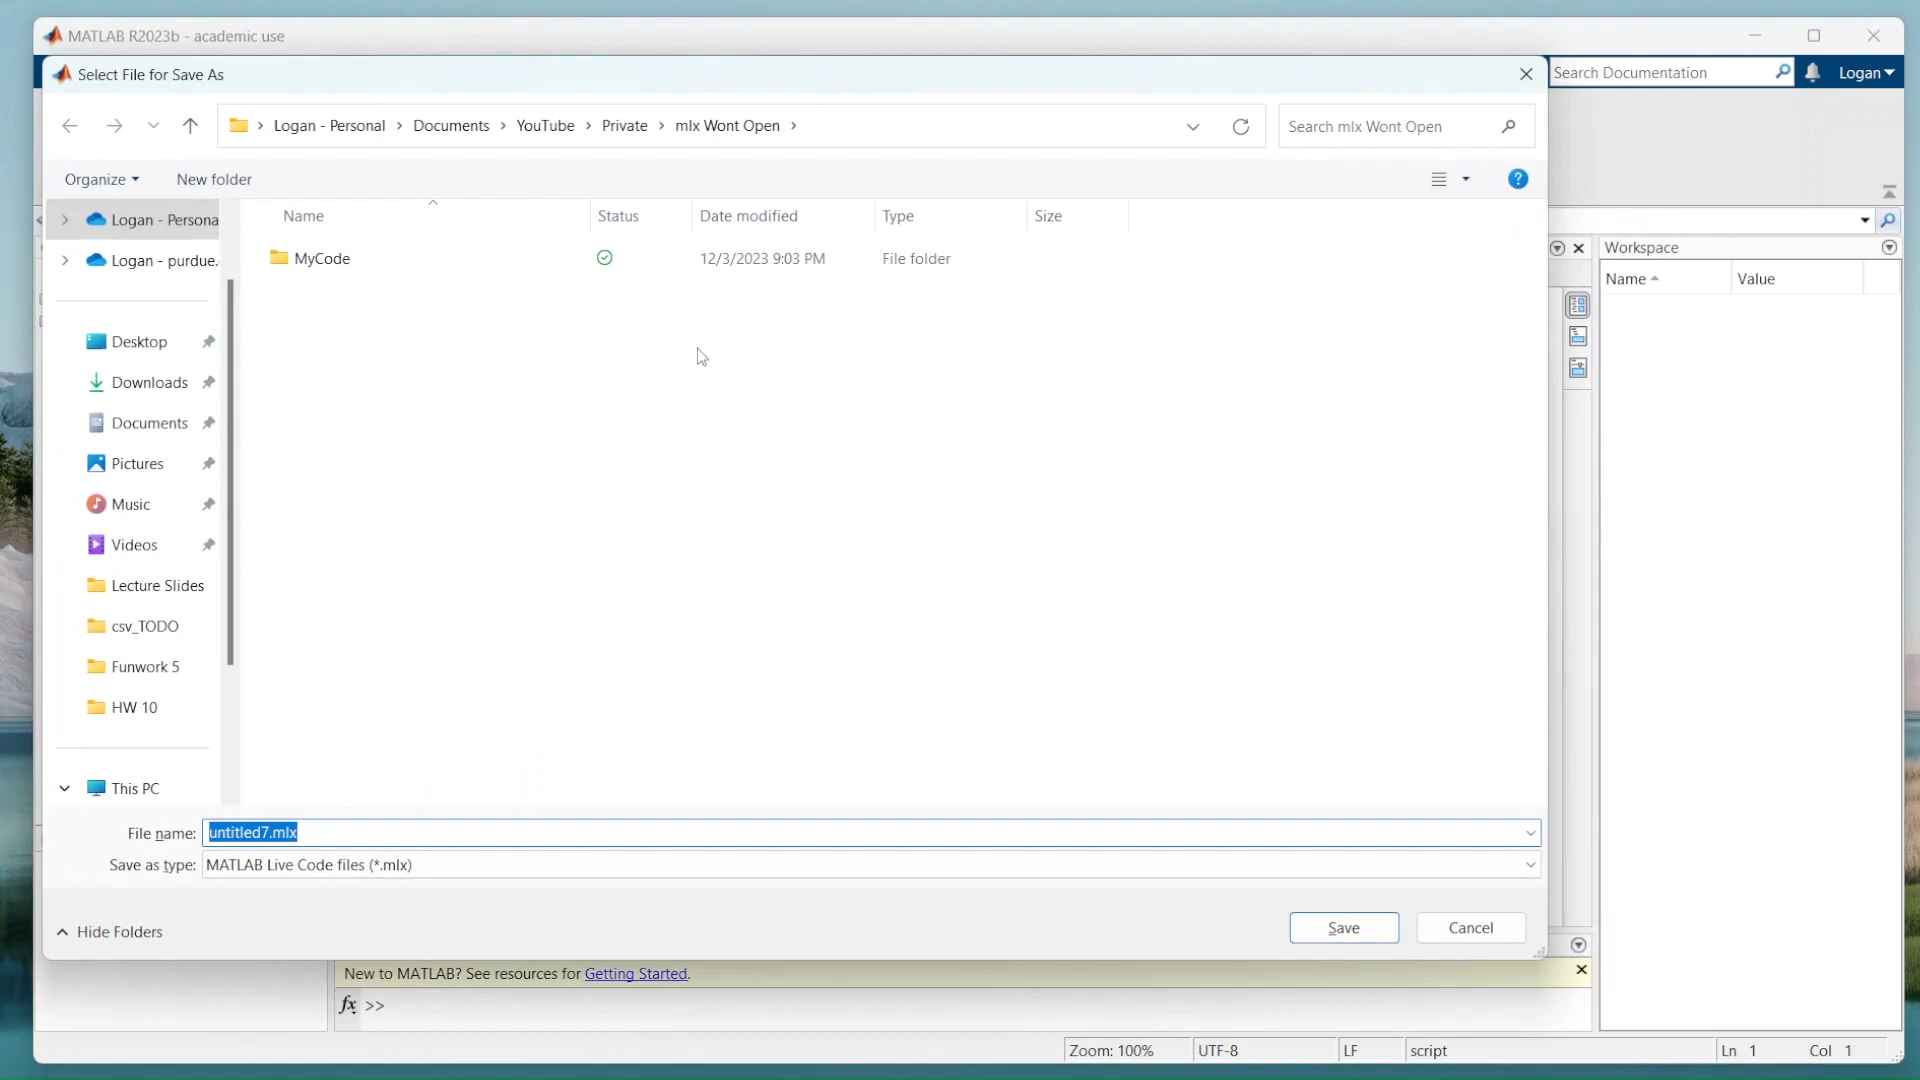 MATLAB R2023b - academic use
Select File for Save As
Search Documentation
Logan
Logan - Personal
Documents
YouTube
Private
mlx Wont Open
Search mlx Wont Open
Organize
New folder
Name
Status
Date modified
Type
Size
Logan - Persona
Logan - purdue.
MyCode
12/3/2023 9:03 PM
File folder
Workspace
Name
Value
Desktop
Downloads
Documents
Pictures
Music
Videos
Lecture Slides
csv_TODO
Funwork 5
HW 10
This PC
File name: untitled7.mlx
Save as type: MATLAB Live Code files (*.mlx)
Hide Folders
Save
Cancel
New to MATLAB? See resources for Getting Started.
fx >>
Zoom: 100%
UTF-8
LF
script
Ln 1
Col 1